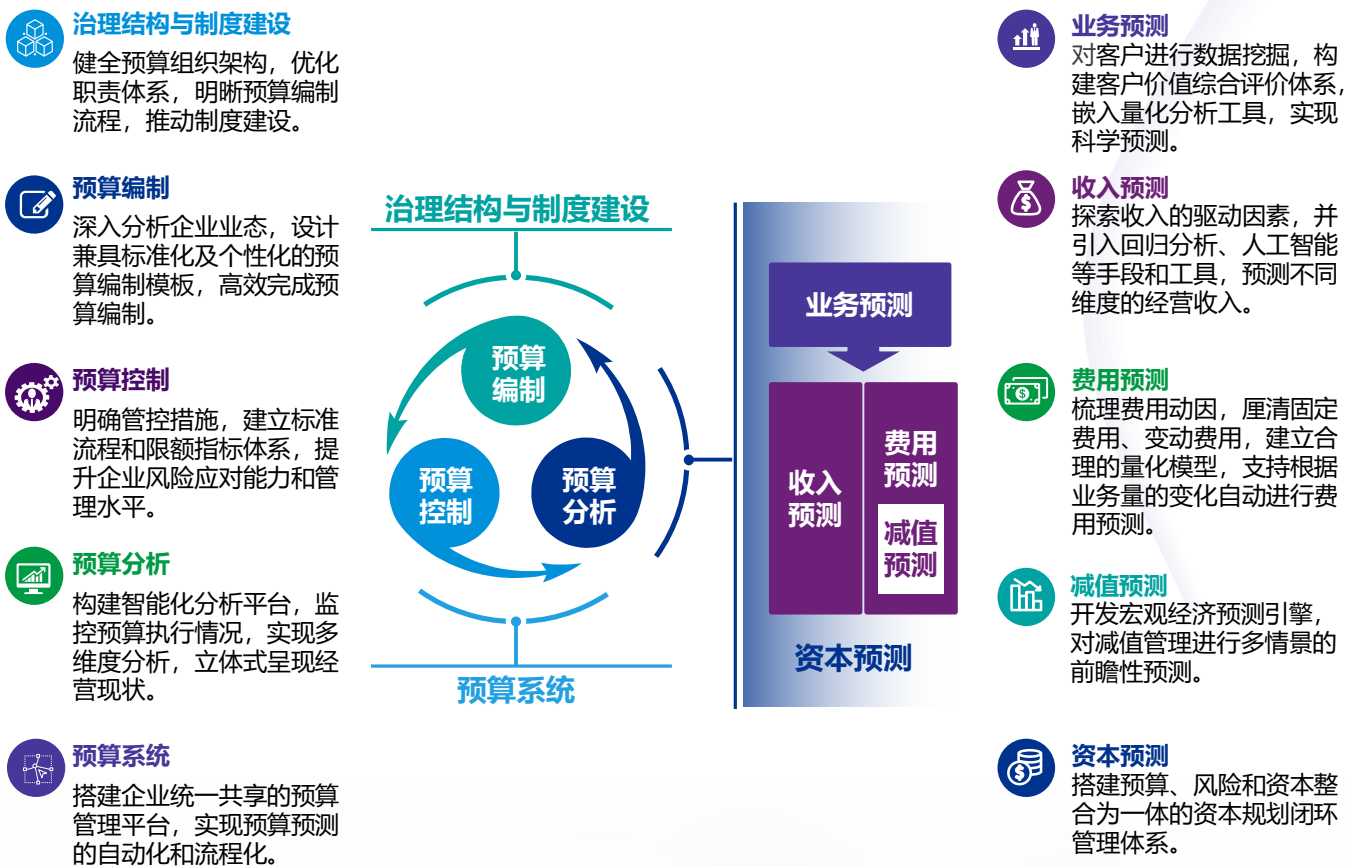 治理结构与制度建设
健全预算组织架构，优化
职责体系，明晰预算编制
流程，推动制度建设。
预算编制
深入分析企业业态，设计
兼具标准化及个性化的预
算编制模板，高效完成预
算编制。
预算控制
明确管控措施，建立标准
流程和限额指标体系，提
升企业风险应对能力和管
理水平。
预算分析
构建智能化分析平台，监
控预算执行情况，实现多
维度分析，立体式呈现经
营现状。
预算系统
搭建企业统一共享的预算
管理平台，实现预算预测
的自动化和流程化。
治理结构与制度建设
预算
编制
预算
控制
预算
分析
预算系统
业务预测
收入
预测
费用
预测
减值
预测
资本预测
业务预测
对客户进行数据挖掘，构
建客户价值综合评价体系，
嵌入量化分析工具，实现
科学预测。
收入预测
探索收入的驱动因素，并
引入回归分析、人工智能
等手段和工具，预测不同
维度的经营收入。
费用预测
梳理费用动因，厘清固定
费用、变动费用，建立合
理的量化模型，支持根据
业务量的变化自动进行费
用预测。
减值预测
开发宏观经济预测引擎，
对减值管理进行多情景的
前瞻性预测。
资本预测
搭建预算、风险和资本整
合为一体的资本规划闭环
管理体系。